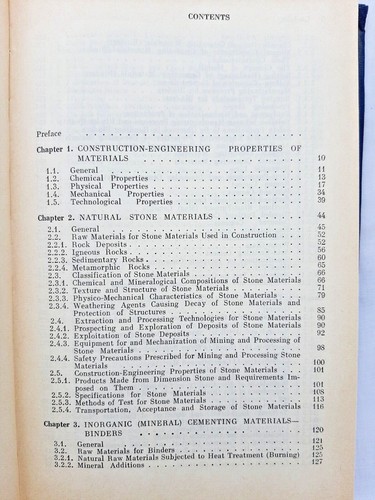 CONTENTS
Preface . . . . . . . . . . . . . . . . . . . .
Chapter 1. CONSTRUCTION-ENGINEERING PROPERTIES OF
MATERIALS . . . . . . . . . . . . . . . . 10
1.1. General . . . . . . . . . . . . . . . . 11
1.2. Chemical Properties . . . . . . . . . . . . . . . . 13
1.3. Physical Properties . . . . . . . . . . . . . . . . 17
1.4. Mechanical Properties . . . . . . . . . . . . . . . . 34
1.5. Technological Properties . . . . . . . . . . . . . . . . 39
Chapter 2. NATURAL STONE MATERIALS . . . . . . . . . . 44
2.1. General . . . . . . . . . . . . . . . . 45
2.2. Raw Materials for Stone Materials Used in Construction . . . . 52
2.2.1. Rock Deposits . . . . . . . . . . . . . . . . 52
2.2.2. Igneous Rocks . . . . . . . . . . . . . . . . 56
2.2.3. Sedimentary Rocks . . . . . . . . . . . . . . . . 60
2.2.4. Metamorphic Rocks . . . . . . . . . . . . . . . . 65
2.3. Classification of Stone Materials . . . . . . . . . . 66
2.3.1. Chemical and Mineralogical Compositions of Stone Materials 66
2.3.2. Texture and Structure of Stone Materials . . . . . . . . 71
2.3.3. Physico-Mechanical Characteristics of Stone Materials . . . . 79
2.3.4. Weathering Agents Causing Decay of Stone Materials and
Protection of Structures . . . . . . . . . . . . 85
2.4. Extraction and Processing Technologies for Stone Materials 90
2.4.1. Prospecting and Exploration of Deposits of Stone Materials 90
2.4.2. Exploitation of Stone Deposits . . . . . . . . . . 92
2.4.3. Equipment for and Mechanization of Mining and Processing of
Stone Materials . . . . . . . . . . . . . . . . 98
2.4.4. Safety Precautions Prescribed for Mining and Processing Stone
Materials . . . . . . . . . . . . . . . . 100
2.5. Construction-Engineering Properties of Stone Materials . . . . 101
2.5.1. Products Made from Dimension Stone and Requirements Im-
posed on Them . . . . . . . . . . . . . . . . 101
2.5.2. Specifications for Stone Materials . . . . . . . . . . 108
2.5.3. Methods of Test for Stone Materials . . . . . . . . . . 113
2.5.4. Transportation, Acceptance and Storage of Stone Materials 116
Chapter 3. INORGANIC (MINERAL) CEMENTING MATERIALS—
BINDERS . . . . . . . . . . . . . . . . 120
3.1. General . . . . . . . . . . . . . . . . 121
3.2. Raw Materials for Binders . . . . . . . . . . . . 125
3.2.1. Natural Raw Materials Subjected to Heat Treatment (Burning) 125
3.2.2. Mineral Additions . . . . . . . . . . . . . . . . 127